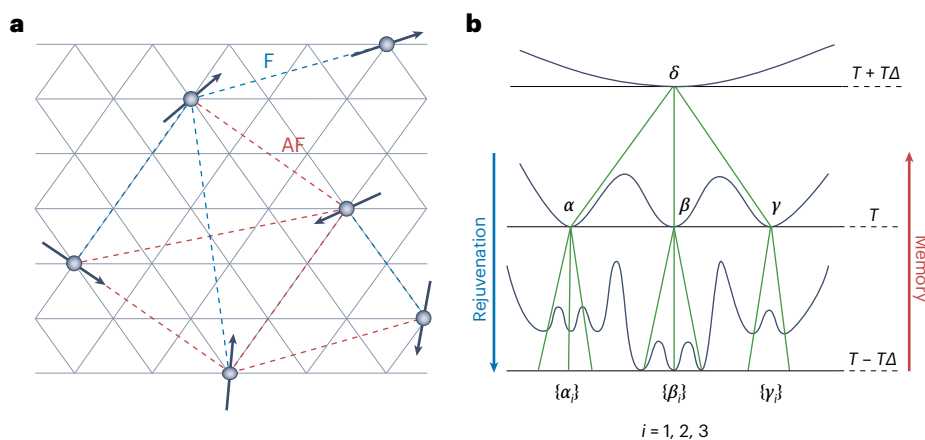 a
F
AF
b
δ
T + TΔ
α
β
γ
T
Rejuvenation
Memory
T − TΔ
{αᵢ}
{βᵢ}
{γᵢ}
i = 1, 2, 3